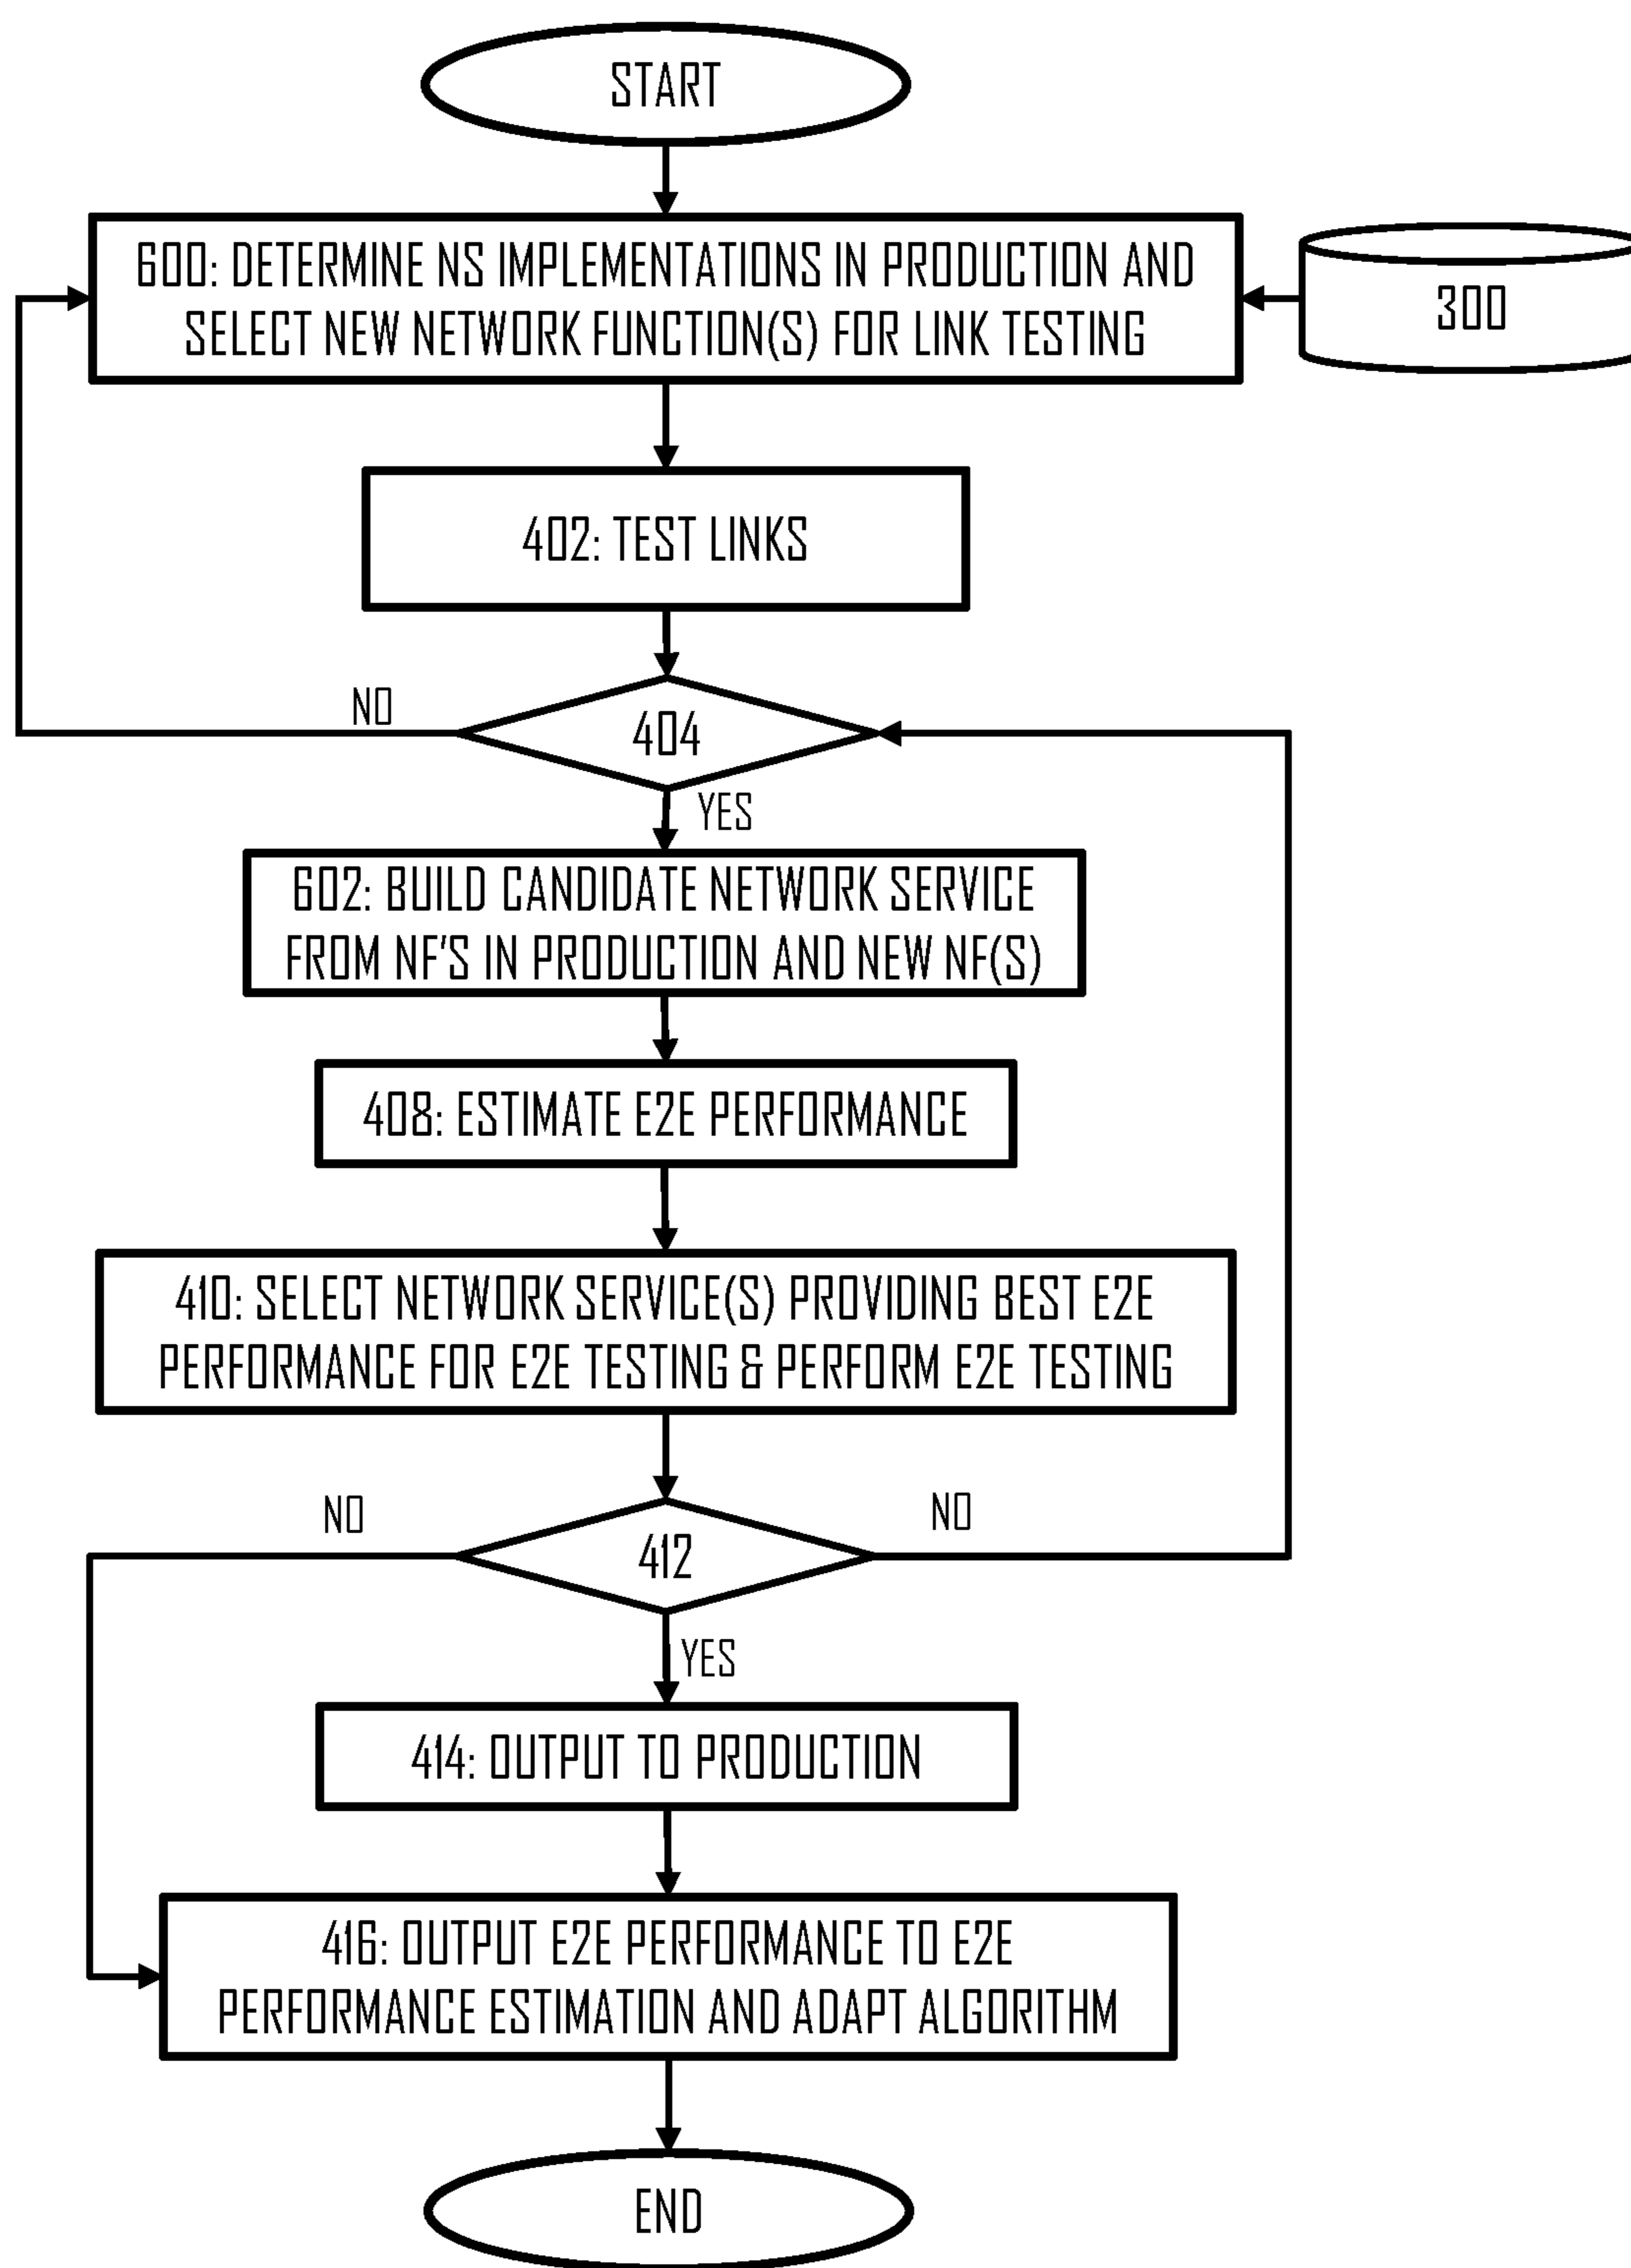 START
600: DETERMINE NS IMPLEMENTATIONS IN PRODUCTION AND
SELECT NEW NETWORK FUNCTION(S) FOR LINK TESTING
300
402: TEST LINKS
NO
404
YES
602: BUILD CANDIDATE NETWORK SERVICE
FROM NF'S IN PRODUCTION AND NEW NF(S)
408: ESTIMATE E2E PERFORMANCE
410: SELECT NETWORK SERVICE(S) PROVIDING BEST E2E
PERFORMANCE FOR E2E TESTING & PERFORM E2E TESTING
NO
NO
412
YES
414: OUTPUT TO PRODUCTION
416: OUTPUT E2E PERFORMANCE TO E2E
PERFORMANCE ESTIMATION AND ADAPT ALGORITHM
END